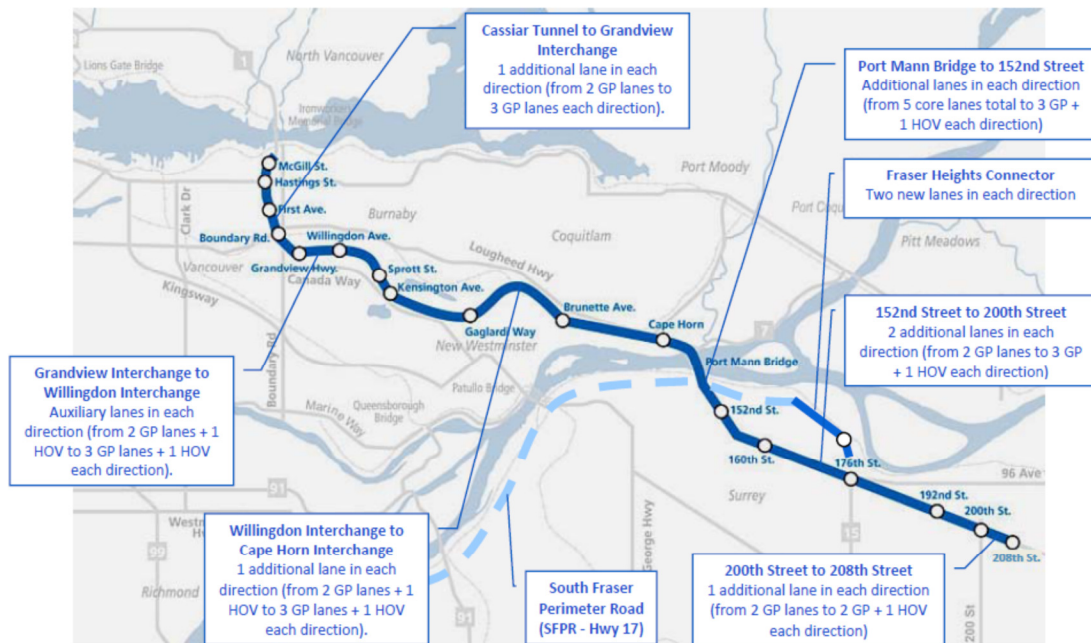 Cassiar Tunnel to Grandview
Interchange
1 additional lane in each
direction (from 2 GP lanes to
3 GP lanes each direction).
Port Mann Bridge to 152nd Street
Additional lanes in each direction
(from 5 core lanes total to 3 GP +
1 HOV each direction)
Fraser Heights Connector
Two new lanes in each direction
152nd Street to 200th Street
2 additional lanes in each
direction (from 2 GP lanes to 3 GP
+ 1 HOV each direction)
Grandview Interchange to
Willingdon Interchange
Auxiliary lanes in each
direction (from 2 GP lanes + 1
HOV to 3 GP lanes + 1 HOV
each direction).
Willingdon Interchange to
Cape Horn Interchange
1 additional lane in each
direction (from 2 GP lanes + 1
HOV to 3 GP lanes + 1 HOV
each direction).
South Fraser
Perimeter Road
(SFPR - Hwy 17)
200th Street to 208th Street
1 additional lane in each direction
(from 2 GP lanes to 2 GP + 1 HOV
each direction)
Lions Gate Bridge
1
North Vancouver
Ironworkers
Memorial Bridge
McGill St.
Hastings St.
First Ave.
Boundary Rd.
Grandview Hwy.
Willingdon Ave.
Sprott St.
Kensington Ave.
Gaglardi Way
Brunette Ave.
Cape Horn
Port Mann Bridge
152nd St.
160th St.
176th St.
192nd St.
200th St.
208th St.
Clark Dr
Vancouver
Kingsway
Burnaby
Canada Way
Lougheed Hwy
Coquitlam
Port Moody
Port Coqu
Pitt Meadows
7
New Westminster
Patullo Bridge
Queensborough
Bridge
Marine Way
Boundary Rd
91
99
Westm
Hw
Richmond
91
George Hwy
Surrey
15
96 Ave
200 St